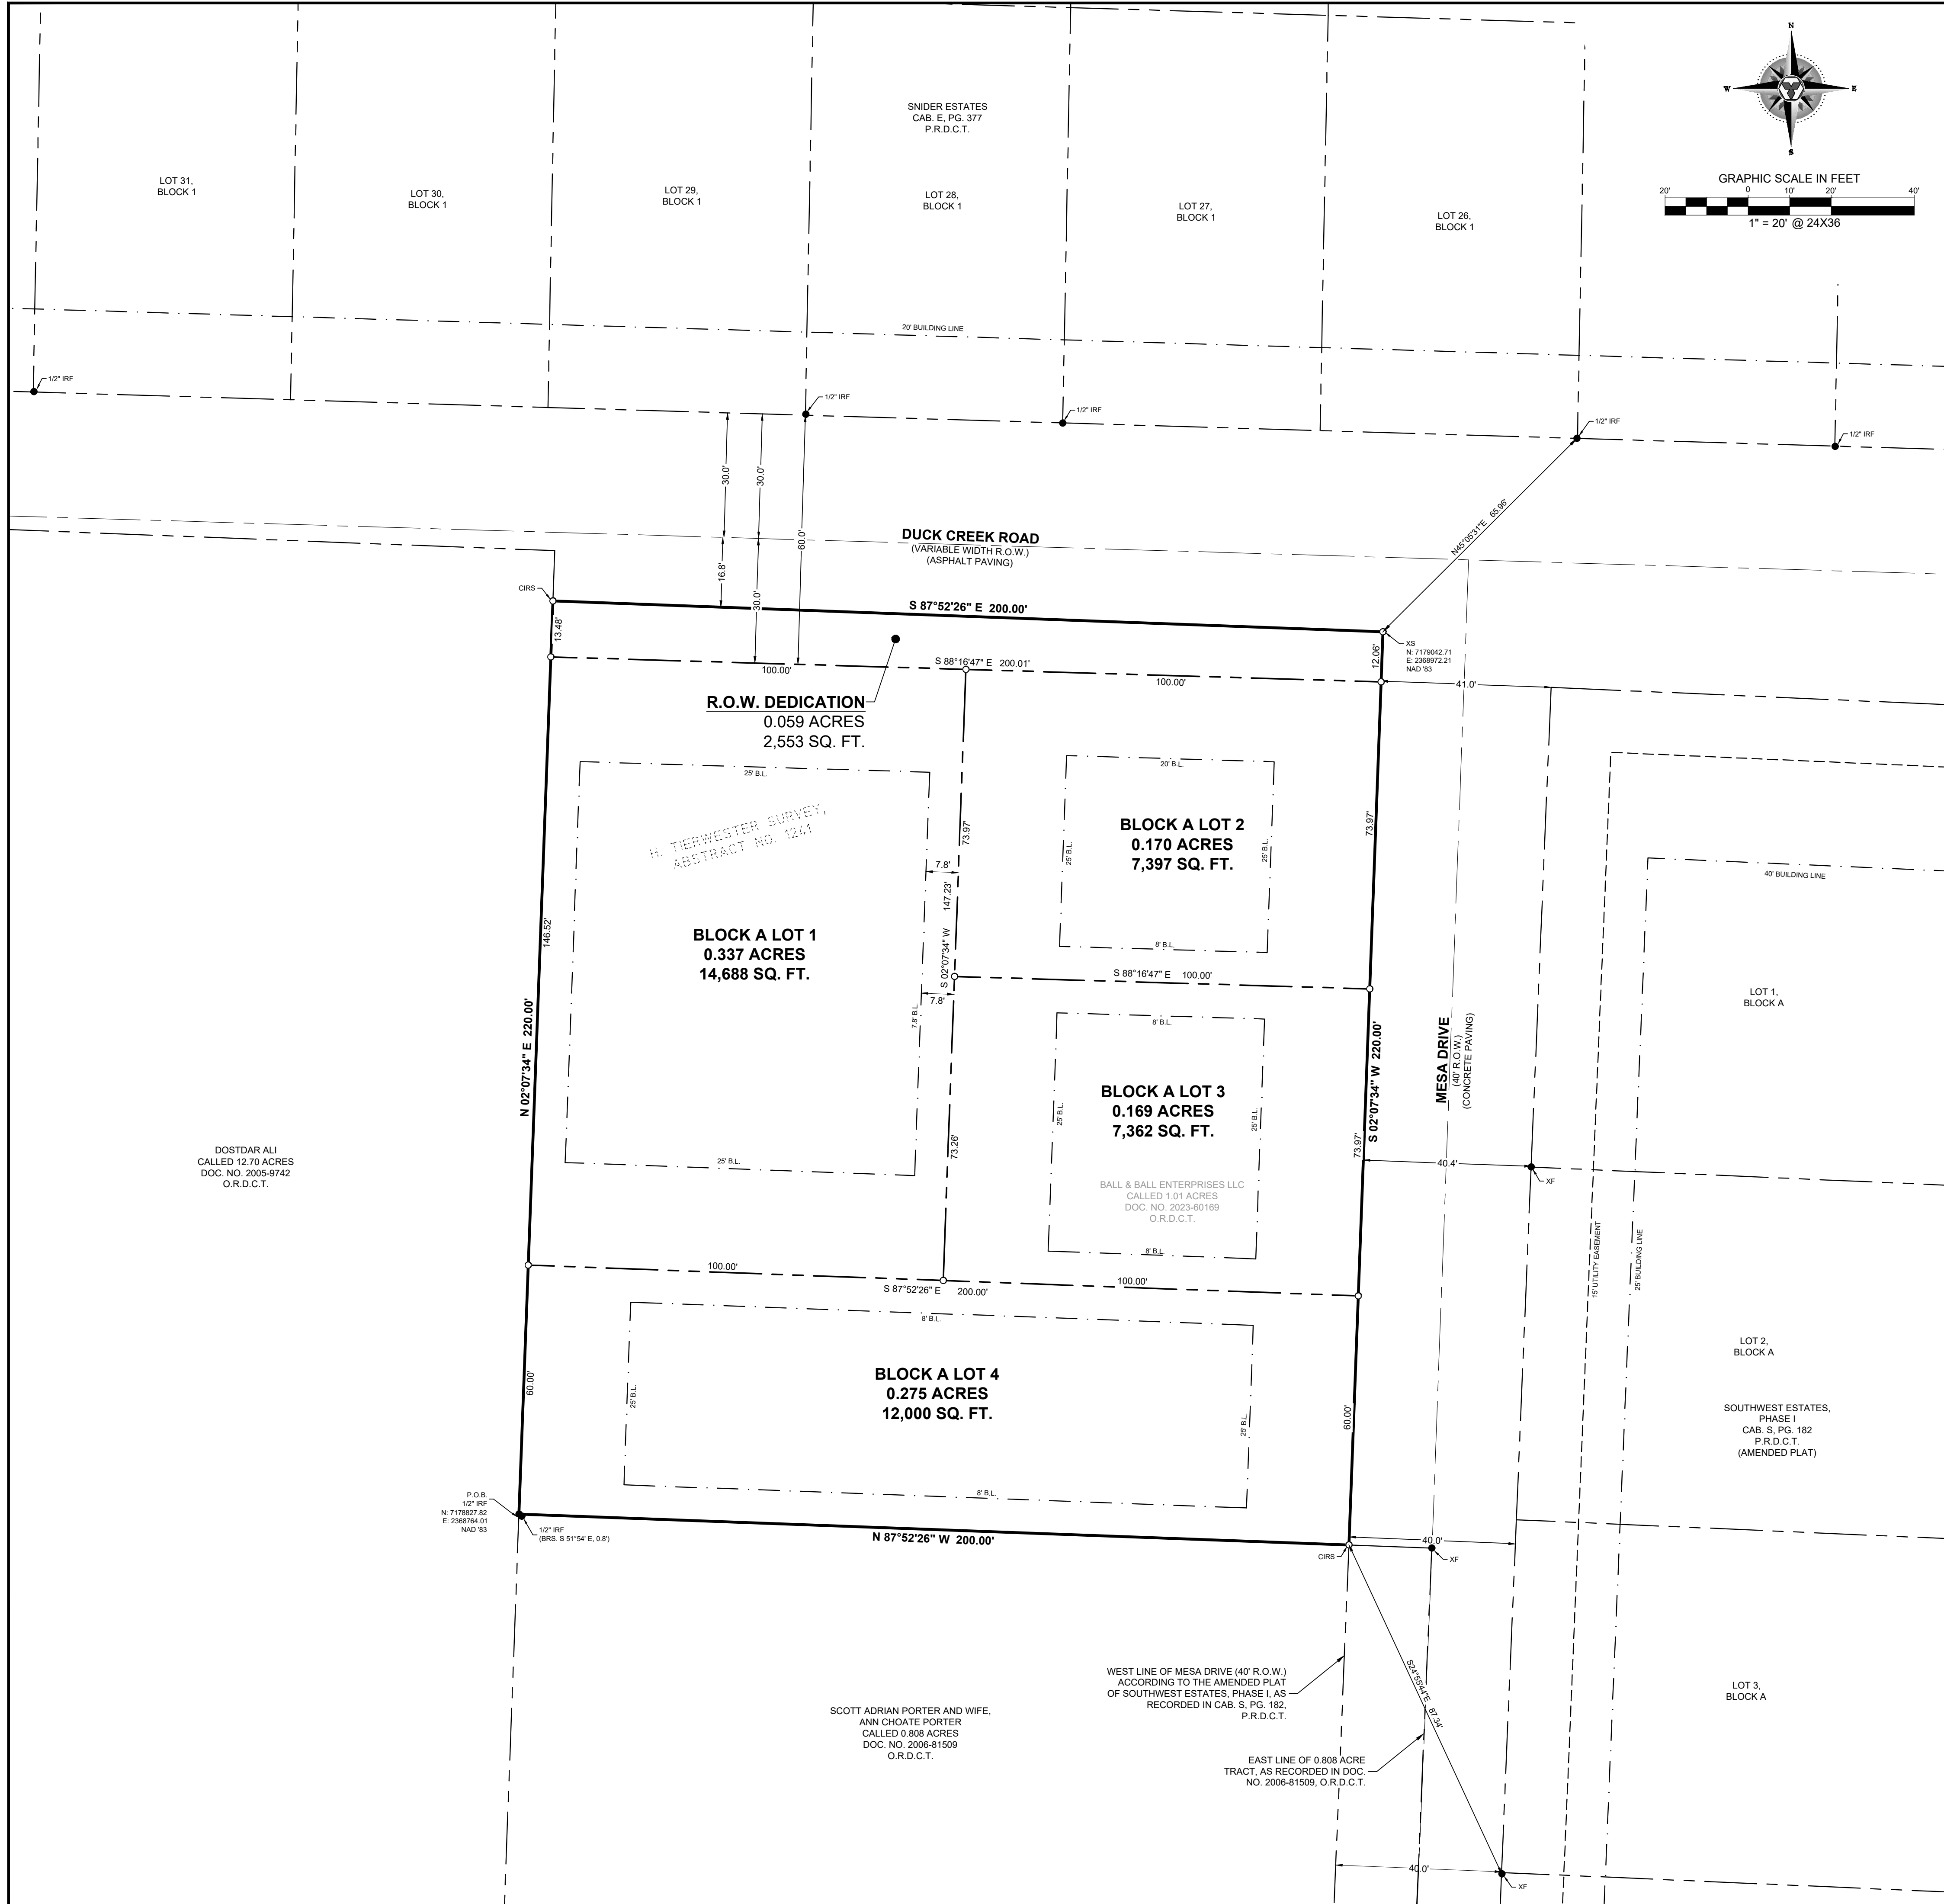 N
W
E
S
GRAPHIC SCALE IN FEET
20'
0
10'
20'
40'
1" = 20' @ 24X36
SNIDER ESTATES
CAB. E, PG. 377
P.R.D.C.T.
LOT 31,
BLOCK 1
LOT 30,
BLOCK 1
LOT 29,
BLOCK 1
LOT 28,
BLOCK 1
LOT 27,
BLOCK 1
LOT 26,
BLOCK 1
20' BUILDING LINE
1/2" IRF
1/2" IRF
1/2" IRF
1/2" IRF
1/2" IRF
30.0'
30.0'
60.0'
16.8'
30.0'
N45°05'31"E 65.96'
DUCK CREEK ROAD
(VARIABLE WIDTH R.O.W.)
(ASPHALT PAVING)
CIRS
S 87°52'26" E 200.00'
13.48'
12.06'
XS
N: 7179042.71
E: 2368972.21
NAD '83
S 88°16'47" E 200.01'
100.00'
100.00'
41.0'
R.O.W. DEDICATION
0.059 ACRES
2,553 SQ. FT.
25' B.L.
H. TIERWESTER SURVEY,
ABSTRACT NO. 1241
BLOCK A LOT 1
0.337 ACRES
14,688 SQ. FT.
146.52'
N 02°07'34" E 220.00'
7.8'
7.8'
7.8' B.L.
25' B.L.
73.97'
S 02°07'34" W 147.23'
73.26'
20' B.L.
25' B.L.
25' B.L.
BLOCK A LOT 2
0.170 ACRES
7,397 SQ. FT.
8' B.L.
73.97'
S 88°16'47" E 100.00'
8' B.L.
25' B.L.
25' B.L.
BLOCK A LOT 3
0.169 ACRES
7,362 SQ. FT.
BALL & BALL ENTERPRISES LLC
CALLED 1.01 ACRES
DOC. NO. 2023-60169
O.R.D.C.T.
8' B.L.
73.97'
S 02°07'34" W 220.00'
MESA DRIVE
(40' R.O.W.)
(CONCRETE PAVING)
40.4'
XF
40' BUILDING LINE
LOT 1,
BLOCK A
15' UTILITY EASEMENT
25' BUILDING LINE
LOT 2,
BLOCK A
SOUTHWEST ESTATES,
PHASE I
CAB. S, PG. 182
P.R.D.C.T.
(AMENDED PLAT)
DOSTDAR ALI
CALLED 12.70 ACRES
DOC. NO. 2005-9742
O.R.D.C.T.
100.00'
100.00'
S 87°52'26" E 200.00'
8' B.L.
25' B.L.
25' B.L.
BLOCK A LOT 4
0.275 ACRES
12,000 SQ. FT.
8' B.L.
60.00'
60.00'
P.O.B.
1/2" IRF
N: 7178827.82
E: 2368764.01
NAD '83
1/2" IRF
(BRS. S 51°54' E, 0.8')
N 87°52'26" W 200.00'
CIRS
40.0'
XF
S24°55'44"E 87.34'
WEST LINE OF MESA DRIVE (40' R.O.W.)
ACCORDING TO THE AMENDED PLAT
OF SOUTHWEST ESTATES, PHASE I, AS
RECORDED IN CAB. S, PG. 182,
P.R.D.C.T.
EAST LINE OF 0.808 ACRE
TRACT, AS RECORDED IN DOC.
NO. 2006-81509, O.R.D.C.T.
SCOTT ADRIAN PORTER AND WIFE,
ANN CHOATE PORTER
CALLED 0.808 ACRES
DOC. NO. 2006-81509
O.R.D.C.T.
LOT 3,
BLOCK A
40.0'
XF